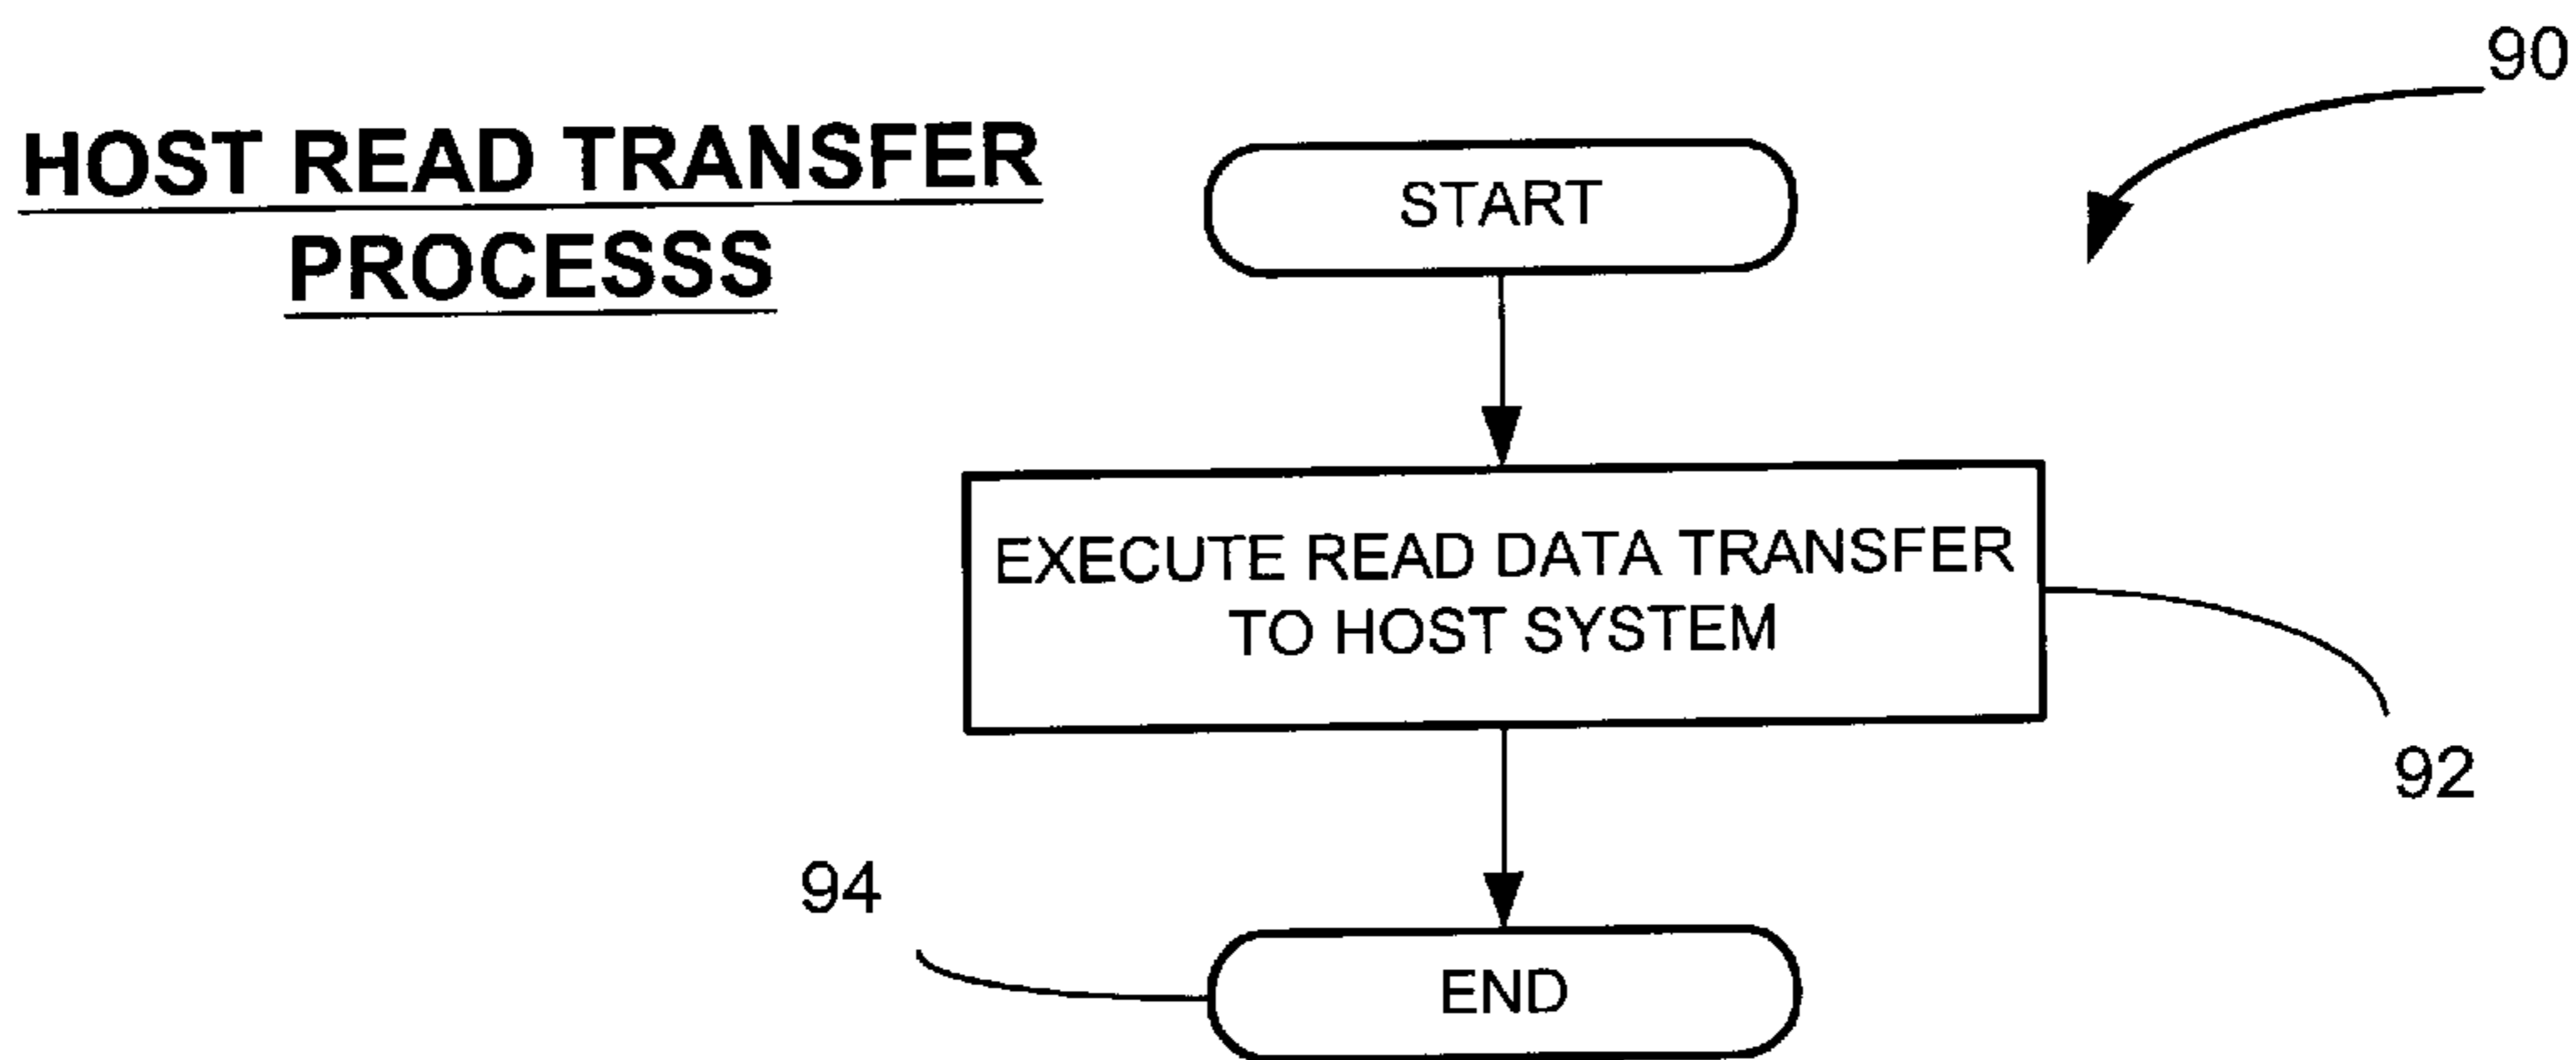 90
HOST READ TRANSFER
PROCESSS
START
EXECUTE READ DATA TRANSFER
TO HOST SYSTEM
92
94
END